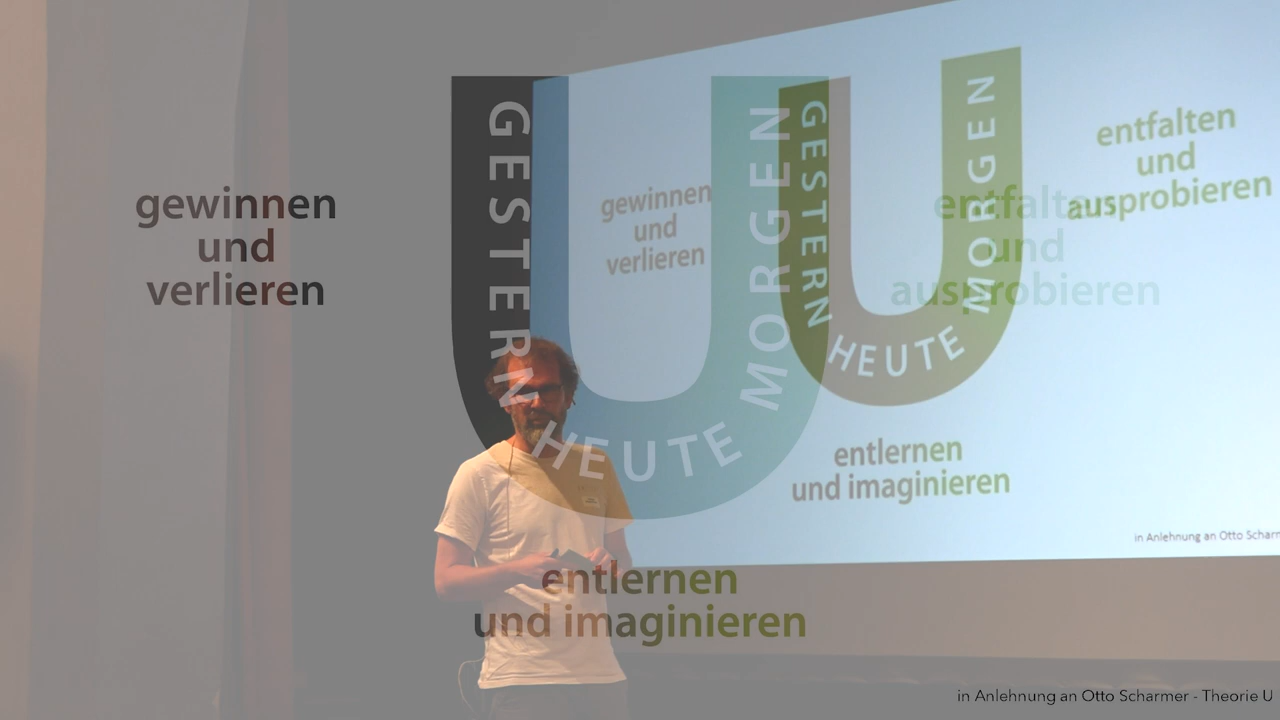 gewinnen
und
verlieren
GESTERN
HEUTE
MORGEN
entfalten
und
ausprobieren
entlernen
und imaginieren
in Anlehnung an Otto Scharmer - Theorie U
gewinnen
und
verlieren
GESTERN
HEUTE
MORGEN
entfalten
und
ausprobieren
entlernen
und imaginieren
in Anlehnung an Otto